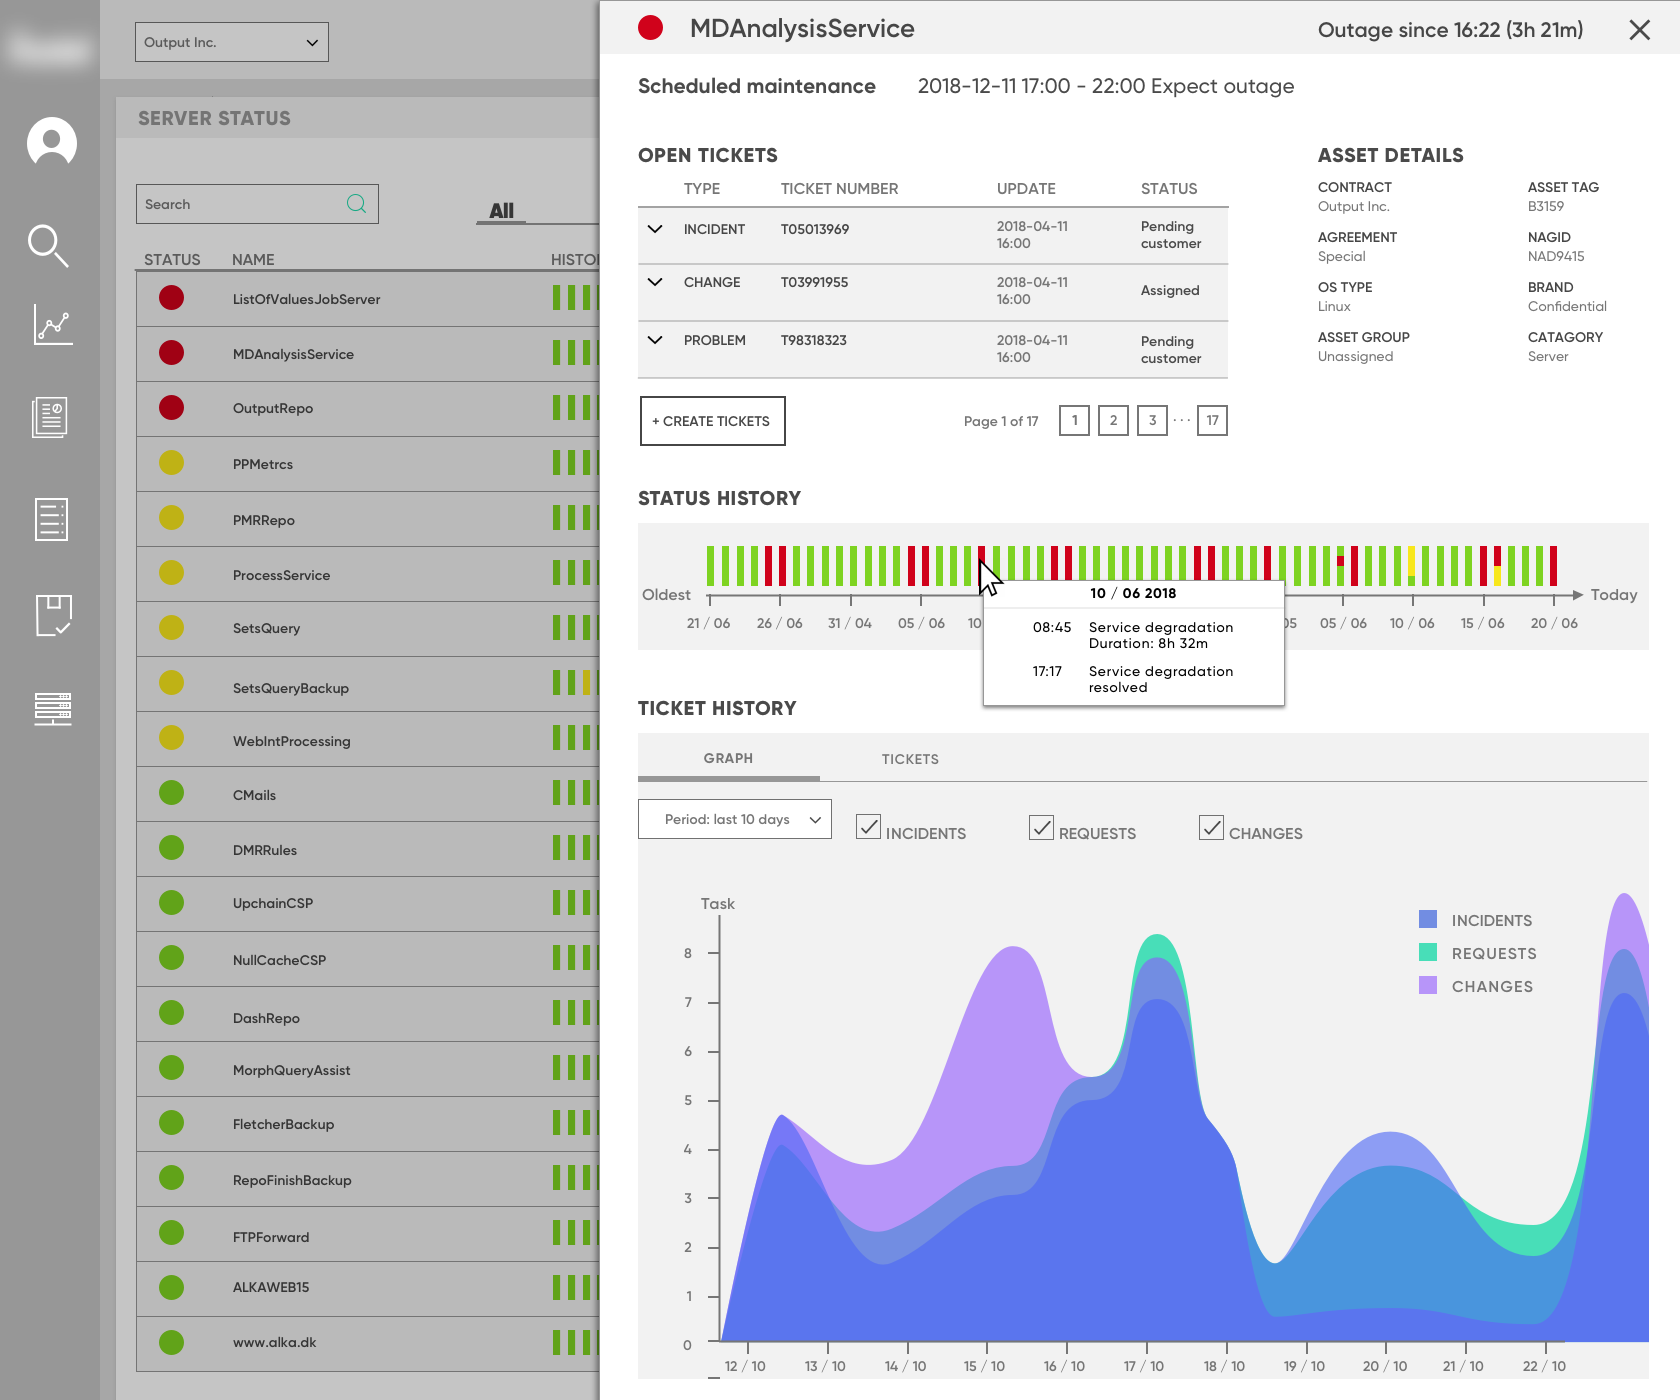 Output Inc.
SERVER STATUS
Search
All
STATUS NAME
ListOfValuesJobServer
MDAnalysisService
OutputRepo
PPMetrcs
PMRRepo
ProcessService
SetsQuery
SetsQueryBackup
WebIntProcessing
CMails
DMRRules
UpchainCSP
NullCacheCSP
DashRepo
MorphQueryAssist
FletcherBackup
RepoFinishBackup
FTPForward
ALKAWEB15
www.alka.dk
MDAnalysisService
Outage since 16:22 (3h 21m)
Scheduled maintenance 2018-12-11 17:00 - 22:00 Expect outage
OPEN TICKETS
TYPE TICKET NUMBER UPDATE STATUS
INCIDENT T05013969 2018-04-11 16:00 Pending customer
CHANGE T03991955 2018-04-11 16:00 Assigned
PROBLEM T98318323 2018-04-11 16:00 Pending customer
+ CREATE TICKETS
Page 1 of 17 1 2 3 ··· 17
ASSET DETAILS
CONTRACT ASSET TAG
Output Inc. B3159
AGREEMENT NAGID
Special NAD9415
OS TYPE BRAND
Linux Confidential
ASSET GROUP CATAGORY
Unassigned Server
STATUS HISTORY
Oldest Today
21 / 06 26 / 06 31 / 04 05 / 06 10 05 05 / 06 10 / 06 15 / 06 20 / 06
10 / 06 2018
08:45 Service degradation
Duration: 8h 32m
17:17 Service degradation
resolved
TICKET HISTORY
GRAPH TICKETS
Period: last 10 days INCIDENTS REQUESTS CHANGES
Task
8
7
6
5
4
3
2
1
0
INCIDENTS
REQUESTS
CHANGES
12 / 10 13 / 10 14 / 10 15 / 10 16 / 10 17 / 10 18 / 10 19 / 10 20 / 10 21 / 10 22 / 10